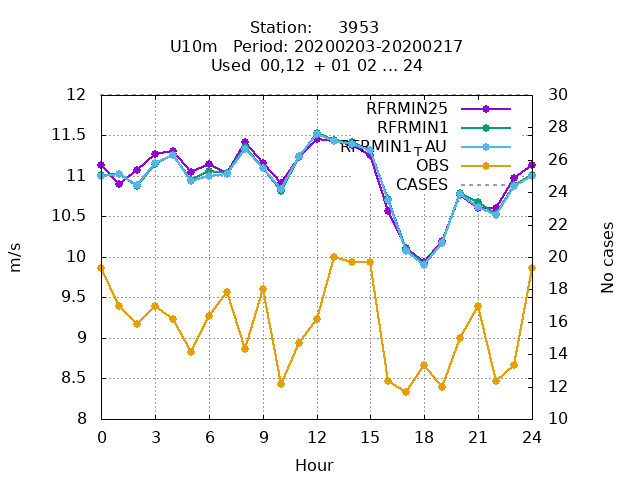 Station: 3953
U10m Period: 20200203-20200217
Used 00,12 + 01 02 ... 24
12 30
RFRMIN25
RFRMIN1
RFRMIN1TAU
OBS
CASES
11.5 28
11 26
10.5 24
10 22
9.5 20
9 18
8.5 16
8 14
12
10
m/s
No cases
0 3 6 9 12 15 18 21 24
Hour